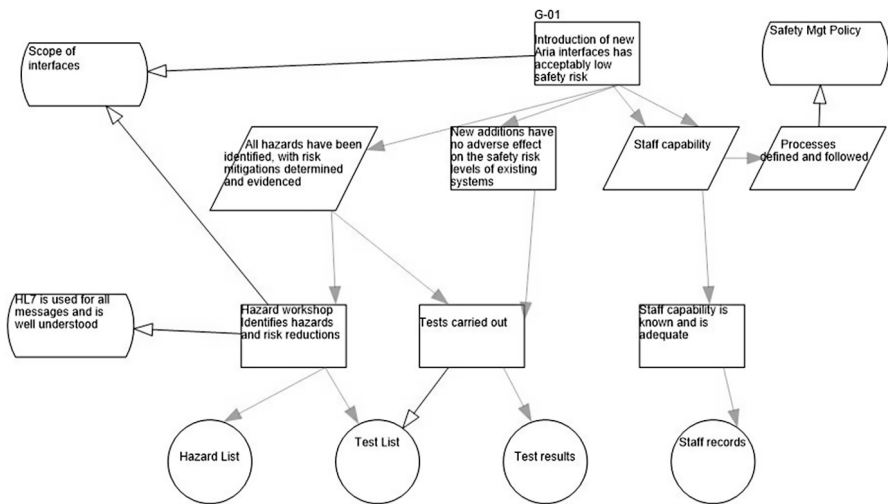 G-01
Introduction of new
Aria interfaces has
acceptably low
safety risk
Scope of
interfaces
Safety Mgt Policy
All hazards have been
identified, with risk
mitigations determined
and evidenced
New additions have
no adverse effect
on the safety risk
levels of existing
systems
Staff capability
Processes
defined and followed
HL7 is used for all
messages and is
well understood
Hazard workshop
Identifies hazards
and risk reductions
Tests carried out
Staff capability is
known and is
adequate
Hazard List
Test List
Test results
Staff records